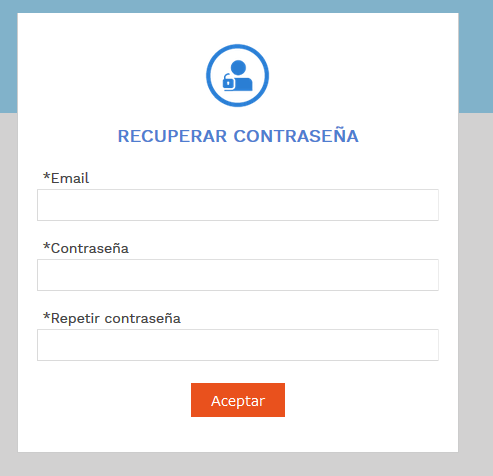 RECUPERAR CONTRASEÑA
*Email
*Contraseña
*Repetir contraseña
Aceptar